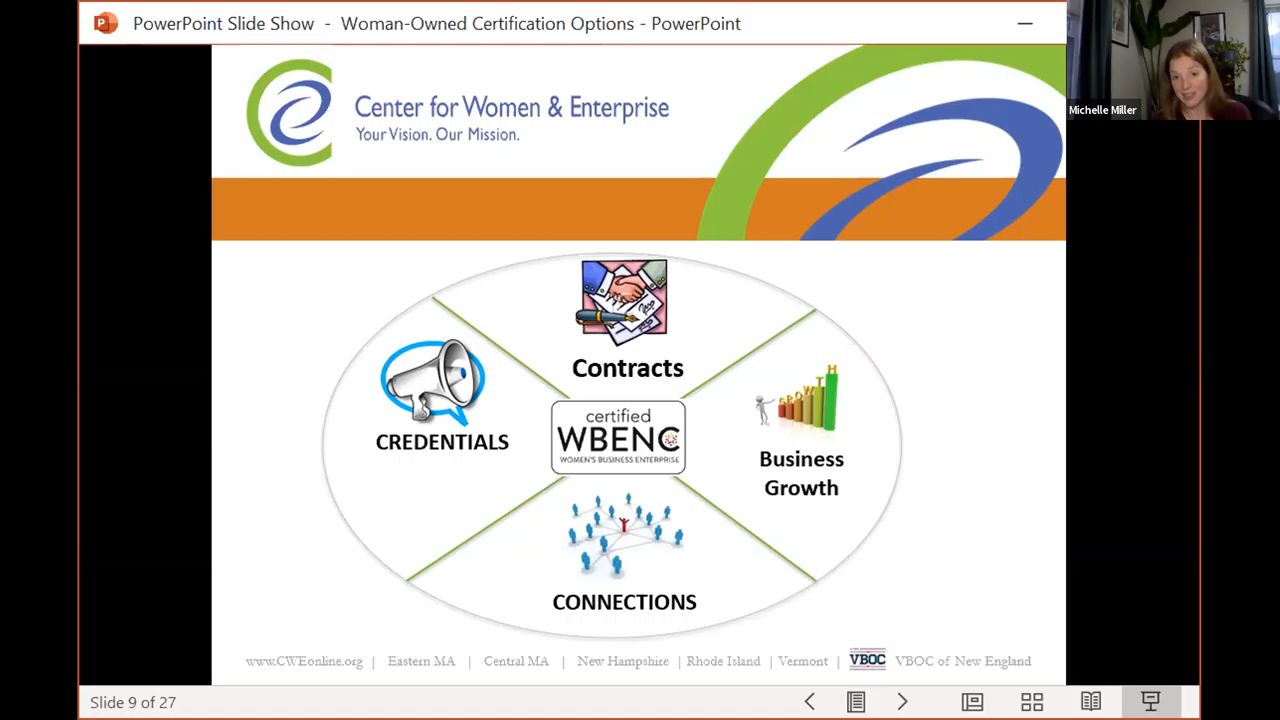 PowerPoint Slide Show - Woman-Owned Certification Options - PowerPoint
Michelle Miller
Center for Women & Enterprise
Your Vision. Our Mission.
Contracts
CREDENTIALS
GROWTH
Business
Growth
certified
WBENC
WOMEN'S BUSINESS ENTERPRISE
CONNECTIONS
www.CWEonline.org | Eastern MA | Central MA | New Hampshire | Rhode Island | Vermont | VBOC VBOC of New England
Slide 9 of 27